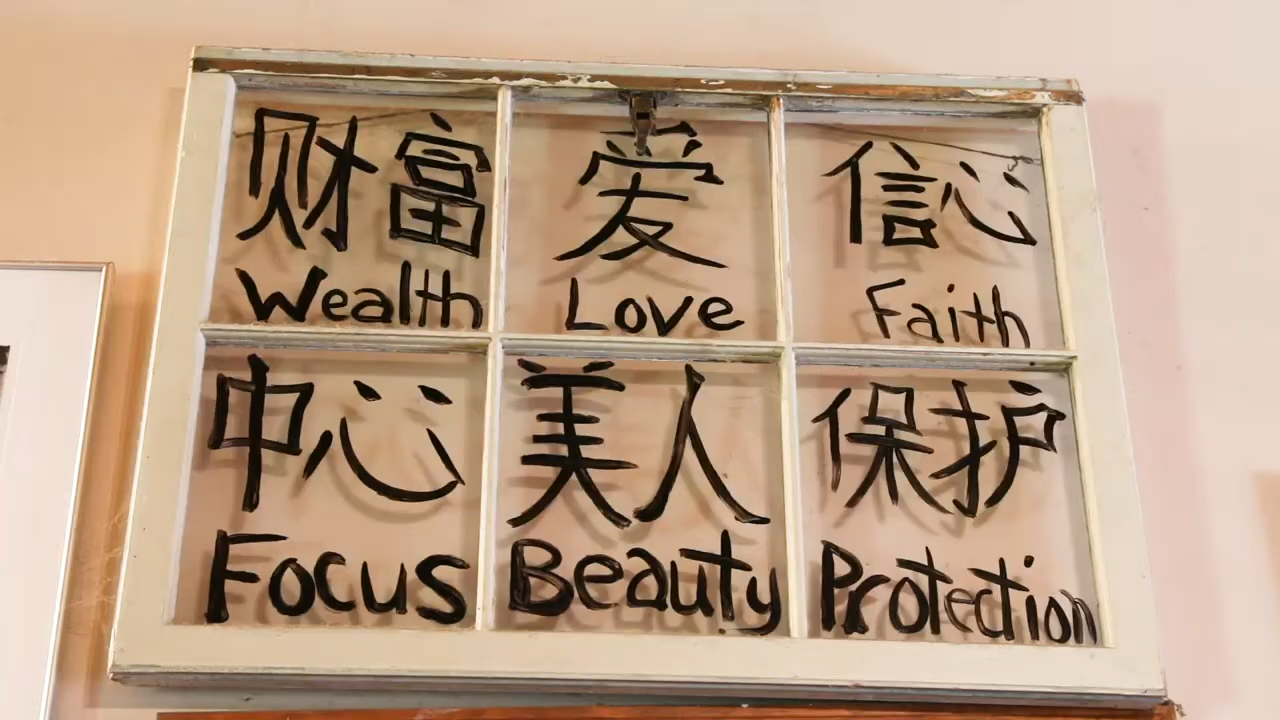 财富
Wealth
爱
Love
信心
Faith
中心
Focus
美人
Beauty
保护
Protection